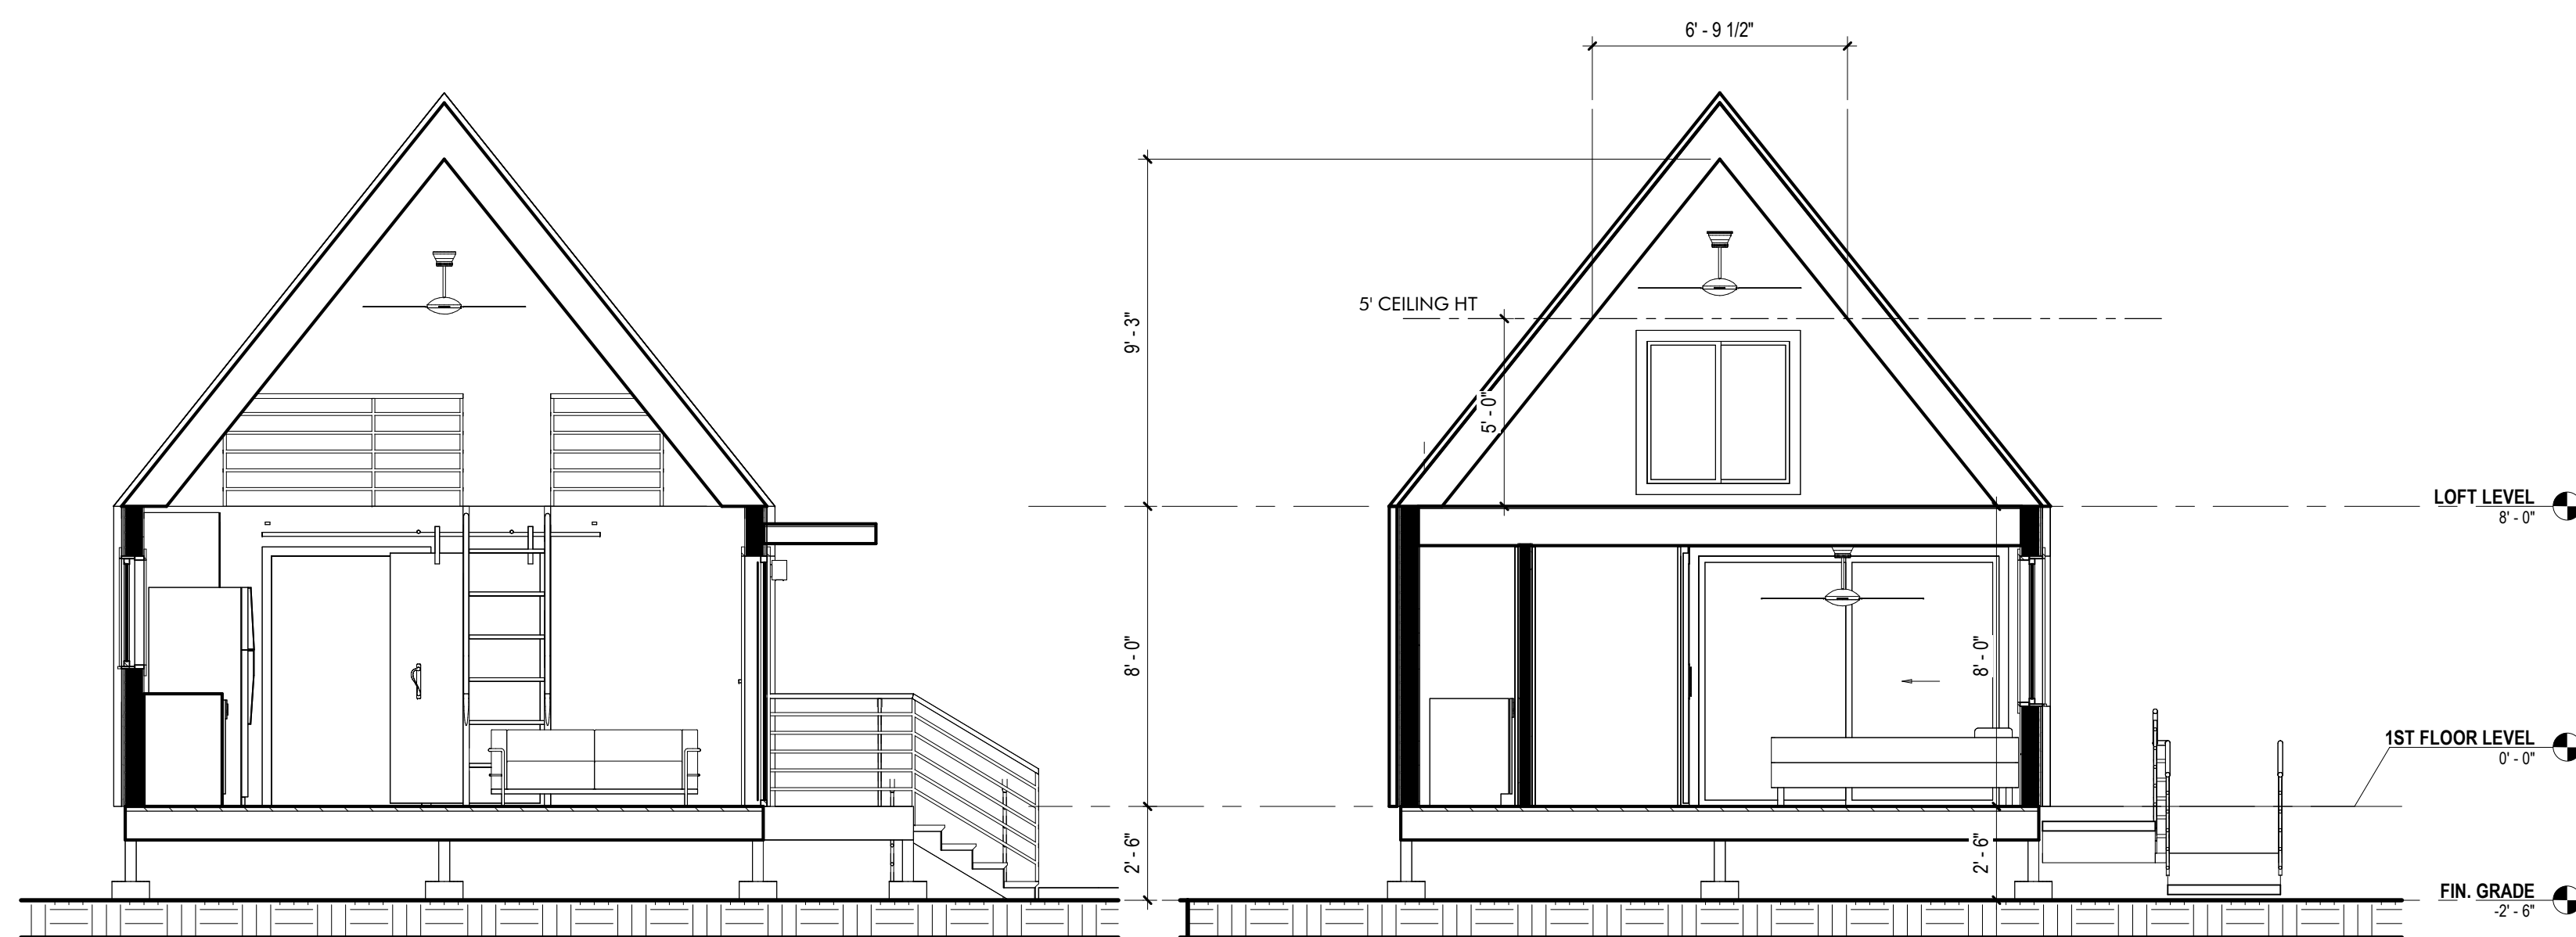 6' - 9 1/2"
5' CEILING HT
9' - 3"
5' - 0"
LOFT LEVEL
8' - 0"
8' - 0"
8' - 0"
1ST FLOOR LEVEL
0' - 0"
2' - 6"
2' - 6"
FIN. GRADE
-2' - 6"